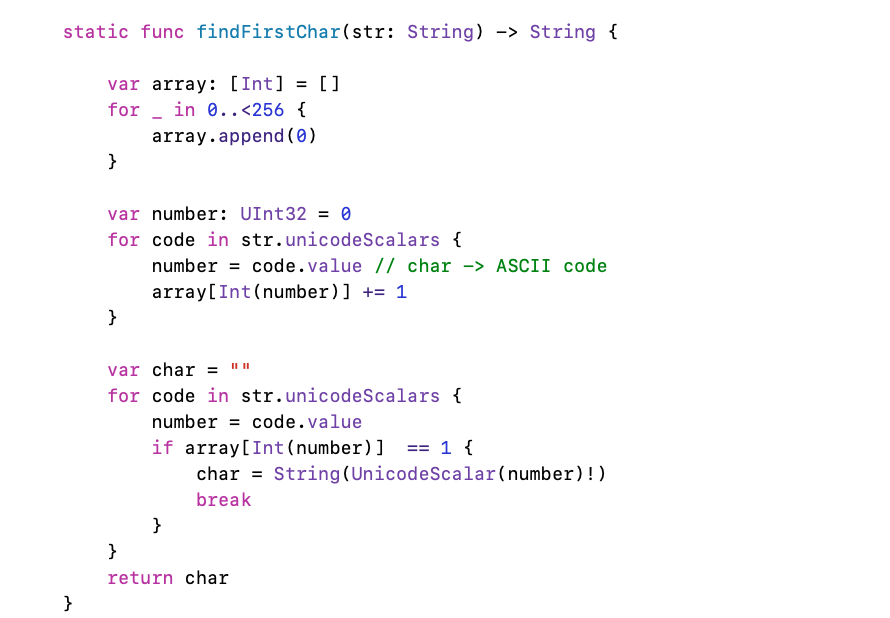 static func findFirstChar(str: String) -> String {
var array: [Int] = []
for _ in 0..<256 {
array.append(0)
}
var number: UInt32 = 0
for code in str.unicodeScalars {
number = code.value // char -> ASCII code
array[Int(number)] += 1
}
var char = ""
for code in str.unicodeScalars {
number = code.value
if array[Int(number)]  == 1 {
char = String(UnicodeScalar(number)!)
break
}
}
return char
}